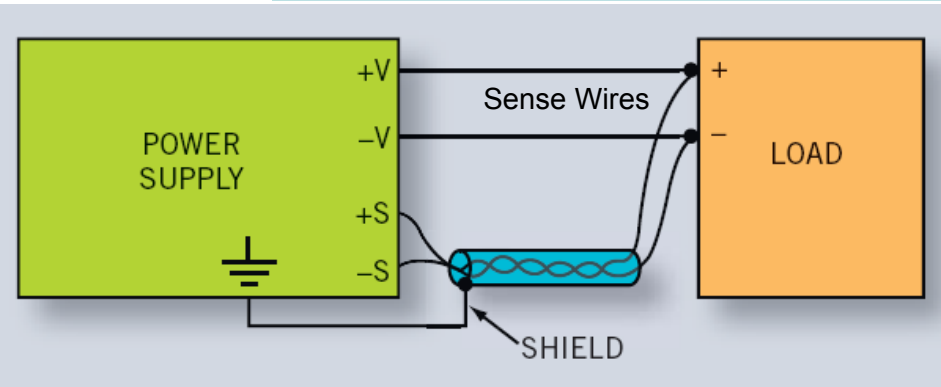 POWER
SUPPLY
+V
−V
+S
−S
Sense Wires
+
−
LOAD
SHIELD